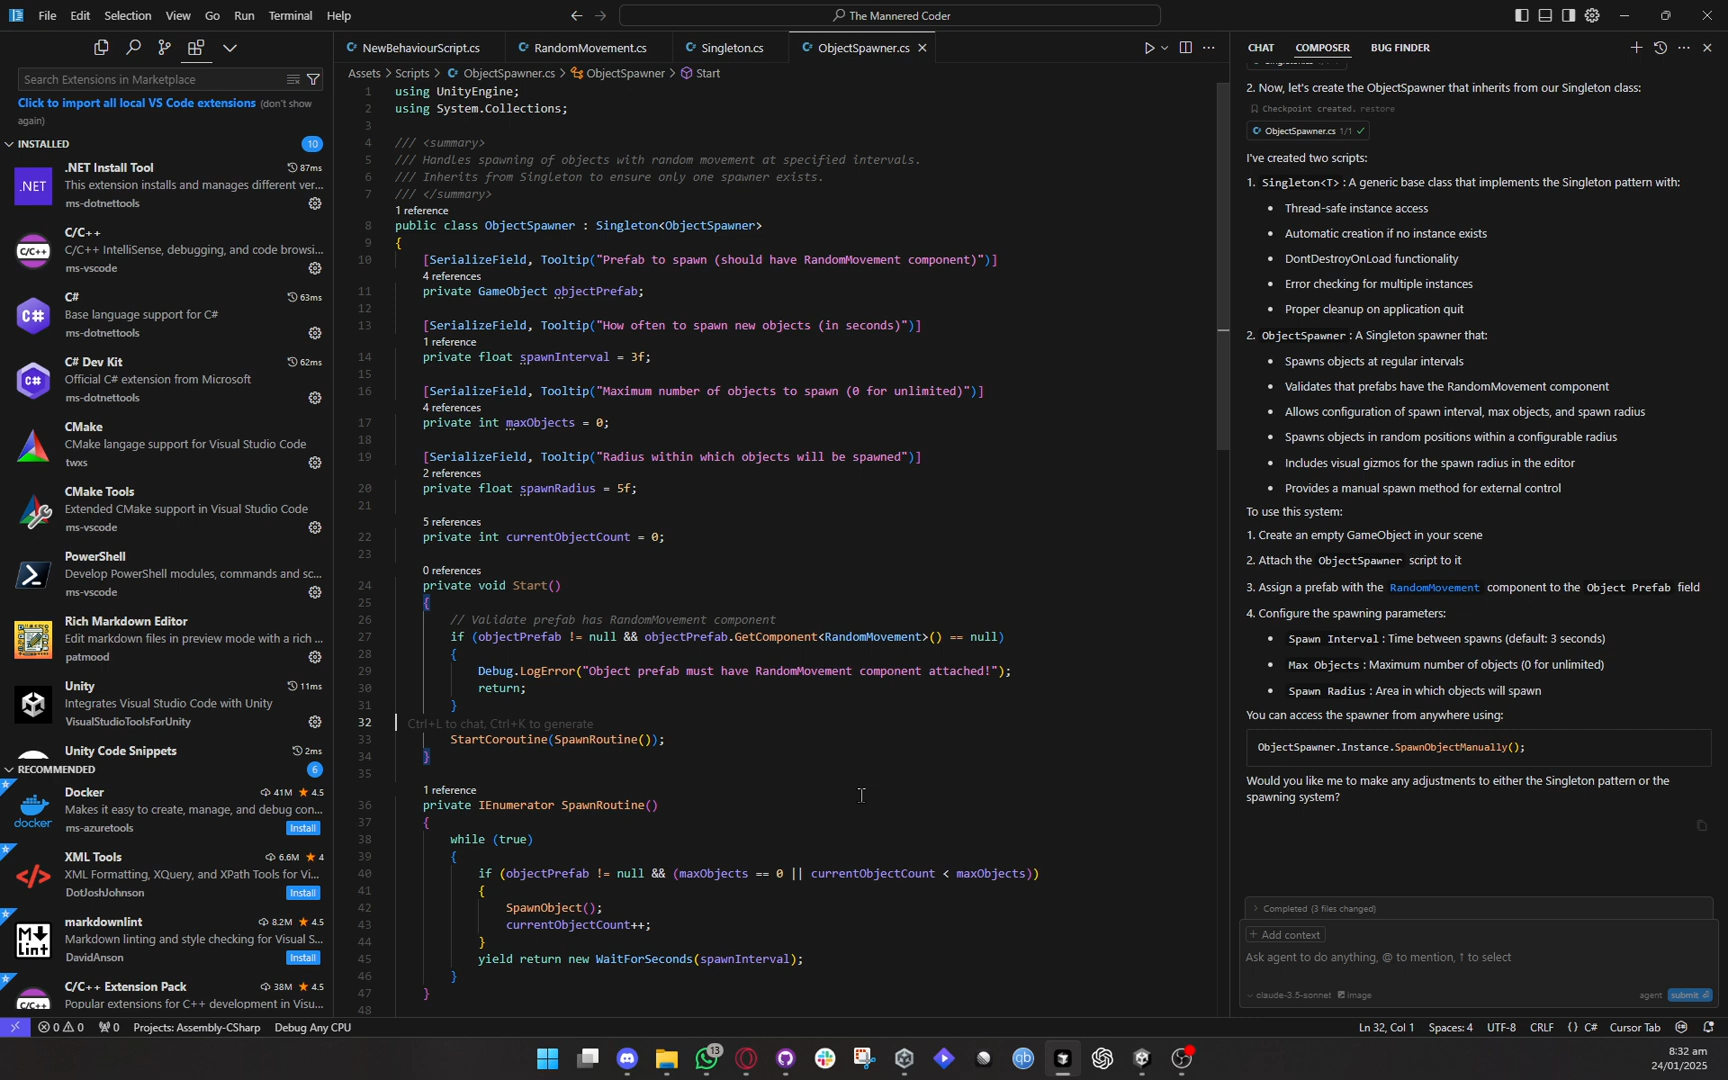 File Edit Selection View Go Run Terminal Help
The Mannered Coder
Search Extensions in Marketplace
Click to import all local VS Code extensions (don't show again)
INSTALLED 10
.NET Install Tool 87ms
.NET
This extension installs and manages different ver...
ms-dotnettools
C/C++
C/C++ IntelliSense, debugging, and code browsi...
ms-vscode
C# 63ms
Base language support for C#
ms-dotnettools
C# Dev Kit 62ms
Official C# extension from Microsoft
ms-dotnettools
CMake
CMake langage support for Visual Studio Code
twxs
CMake Tools
Extended CMake support in Visual Studio Code
ms-vscode
PowerShell
Develop PowerShell modules, commands and sc...
ms-vscode
Rich Markdown Editor
Edit markdown files in preview mode with a rich ...
patmood
Unity 11ms
Integrates Visual Studio Code with Unity
VisualStudioToolsForUnity
Unity Code Snippets 2ms
RECOMMENDED 6
Docker 41M 4.5
Makes it easy to create, manage, and debug con...
ms-azuretools Install
XML Tools 6.6M 4
XML Formatting, XQuery, and XPath Tools for Vi...
DotJoshJohnson Install
markdownlint 8.2M 4.5
Markdown linting and style checking for Visual S...
DavidAnson Install
C/C++ Extension Pack 38M 4.5
Popular extensions for C++ development in Visu...
NewBehaviourScript.cs RandomMovement.cs Singleton.cs ObjectSpawner.cs
Assets > Scripts > ObjectSpawner.cs > ObjectSpawner > Start
1 using UnityEngine;
2 using System.Collections;
3
4 /// <summary>
5 /// Handles spawning of objects with random movement at specified intervals.
6 /// Inherits from Singleton to ensure only one spawner exists.
7 /// </summary>
1 reference
8 public class ObjectSpawner : Singleton<ObjectSpawner>
9 {
10 [SerializeField, Tooltip("Prefab to spawn (should have RandomMovement component)")]
4 references
11 private GameObject objectPrefab;
12
13 [SerializeField, Tooltip("How often to spawn new objects (in seconds)")]
1 reference
14 private float spawnInterval = 3f;
15
16 [SerializeField, Tooltip("Maximum number of objects to spawn (0 for unlimited)")]
4 references
17 private int maxObjects = 0;
18
19 [SerializeField, Tooltip("Radius within which objects will be spawned")]
2 references
20 private float spawnRadius = 5f;
21
5 references
22 private int currentObjectCount = 0;
23
0 references
24 private void Start()
25 {
26 // Validate prefab has RandomMovement component
27 if (objectPrefab != null && objectPrefab.GetComponent<RandomMovement>() == null)
28 {
29 Debug.LogError("Object prefab must have RandomMovement component attached!");
30 return;
31 }
32 Ctrl+L to chat, Ctrl+K to generate
33 StartCoroutine(SpawnRoutine());
34 }
35
1 reference
36 private IEnumerator SpawnRoutine()
37 {
38 while (true)
39 {
40 if (objectPrefab != null && (maxObjects == 0 || currentObjectCount < maxObjects))
41 {
42 SpawnObject();
43 currentObjectCount++;
44 }
45 yield return new WaitForSeconds(spawnInterval);
46 }
47 }
48
CHAT COMPOSER BUG FINDER
2. Now, let's create the ObjectSpawner that inherits from our Singleton class:
Checkpoint created. restore
ObjectSpawner.cs 1/1
I've created two scripts:
1. Singleton<T> : A generic base class that implements the Singleton pattern with:
• Thread-safe instance access
• Automatic creation if no instance exists
• DontDestroyOnLoad functionality
• Error checking for multiple instances
• Proper cleanup on application quit
2. ObjectSpawner : A Singleton spawner that:
• Spawns objects at regular intervals
• Validates that prefabs have the RandomMovement component
• Allows configuration of spawn interval, max objects, and spawn radius
• Spawns objects in random positions within a configurable radius
• Includes visual gizmos for the spawn radius in the editor
• Provides a manual spawn method for external control
To use this system:
1. Create an empty GameObject in your scene
2. Attach the ObjectSpawner script to it
3. Assign a prefab with the RandomMovement component to the Object Prefab field
4. Configure the spawning parameters:
• Spawn Interval : Time between spawns (default: 3 seconds)
• Max Objects : Maximum number of objects (0 for unlimited)
• Spawn Radius : Area in which objects will spawn
You can access the spawner from anywhere using:
ObjectSpawner.Instance.SpawnObjectManually();
Would you like me to make any adjustments to either the Singleton pattern or the
spawning system?
Completed (3 files changed)
+ Add context
Ask agent to do anything, @ to mention, ↑ to select
claude-3.5-sonnet image agent submit
0 0 0 Projects: Assembly-CSharp Debug Any CPU
Ln 32, Col 1 Spaces: 4 UTF-8 CRLF {} C# Cursor Tab
13
qb
8:32 am
24/01/2025